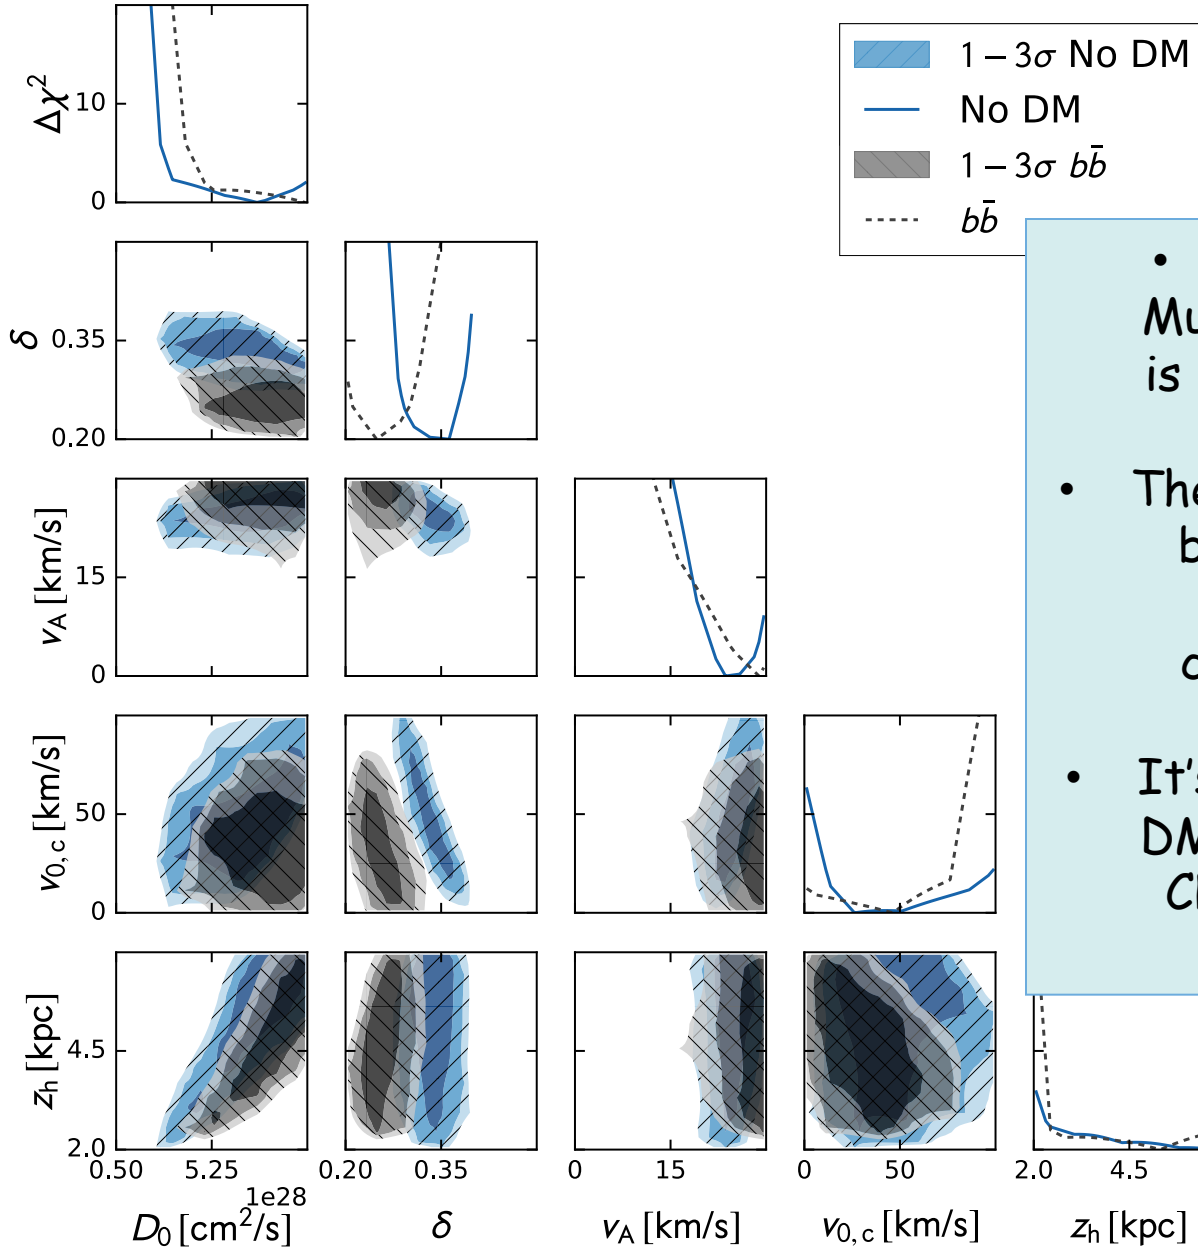 Δχ²
10
0
1 − 3σ No DM
No DM
1 − 3σ bb̄
bb̄
δ
0.35
0.20
v_A [km/s]
15
0
v_0,c [km/s]
50
0
z_h [kpc]
4.5
2.0
0.50 5.25
1e28
D_0 [cm²/s]
0.20 0.35
δ
0 15
v_A [km/s]
0 50
v_0,c [km/s]
2.0 4.5
z_h [kpc]
•
is
•
b
•
It's